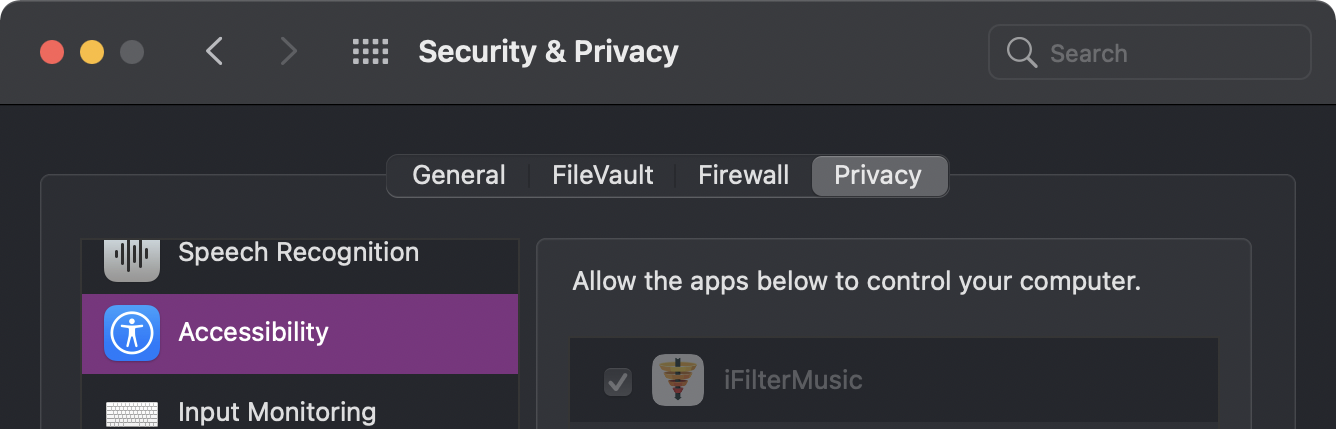 Security & Privacy
Search
General
FileVault
Firewall
Privacy
Speech Recognition
Accessibility
Input Monitoring
Allow the apps below to control your computer.
iFilterMusic